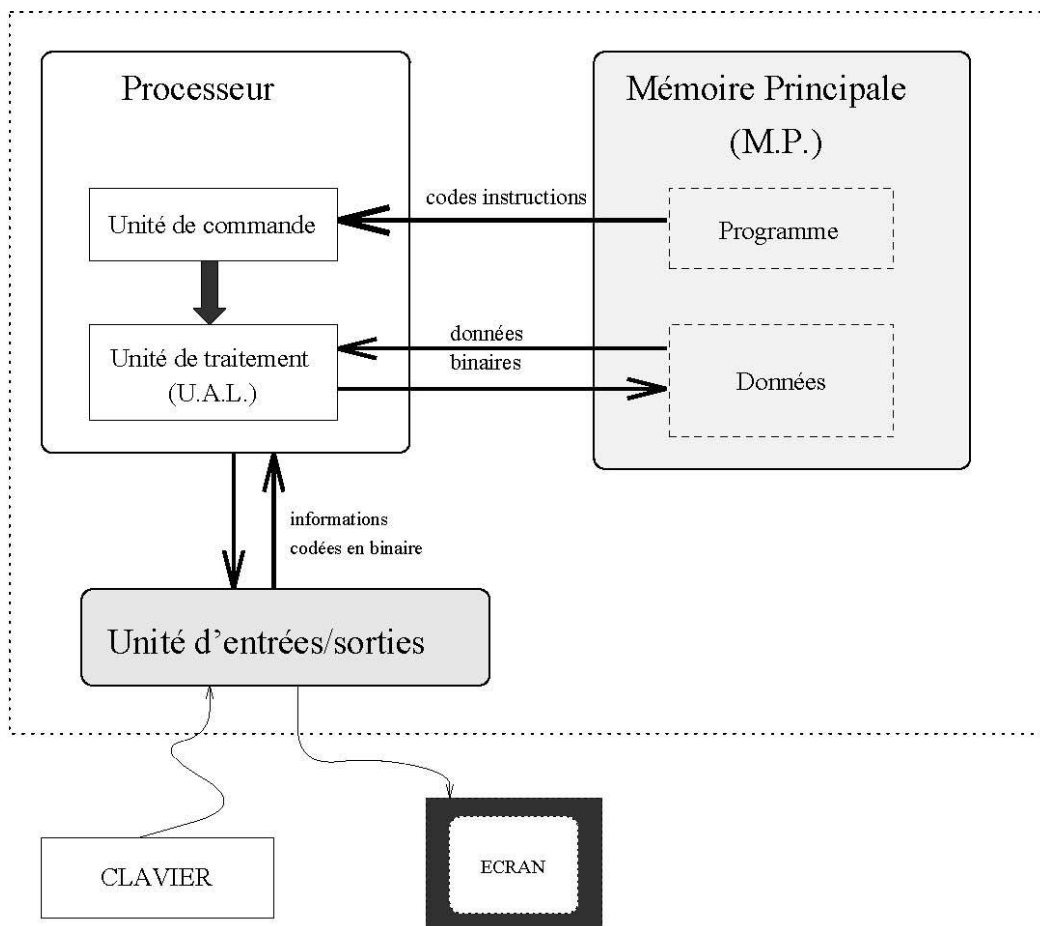 Processeur
Mémoire Principale
(M.P.)
codes instructions
Unité de commande
Programme
données
binaires
Unité de traitement
(U.A.L.)
Données
informations
codées en binaire
Unité d’entrées/sorties
CLAVIER
ECRAN